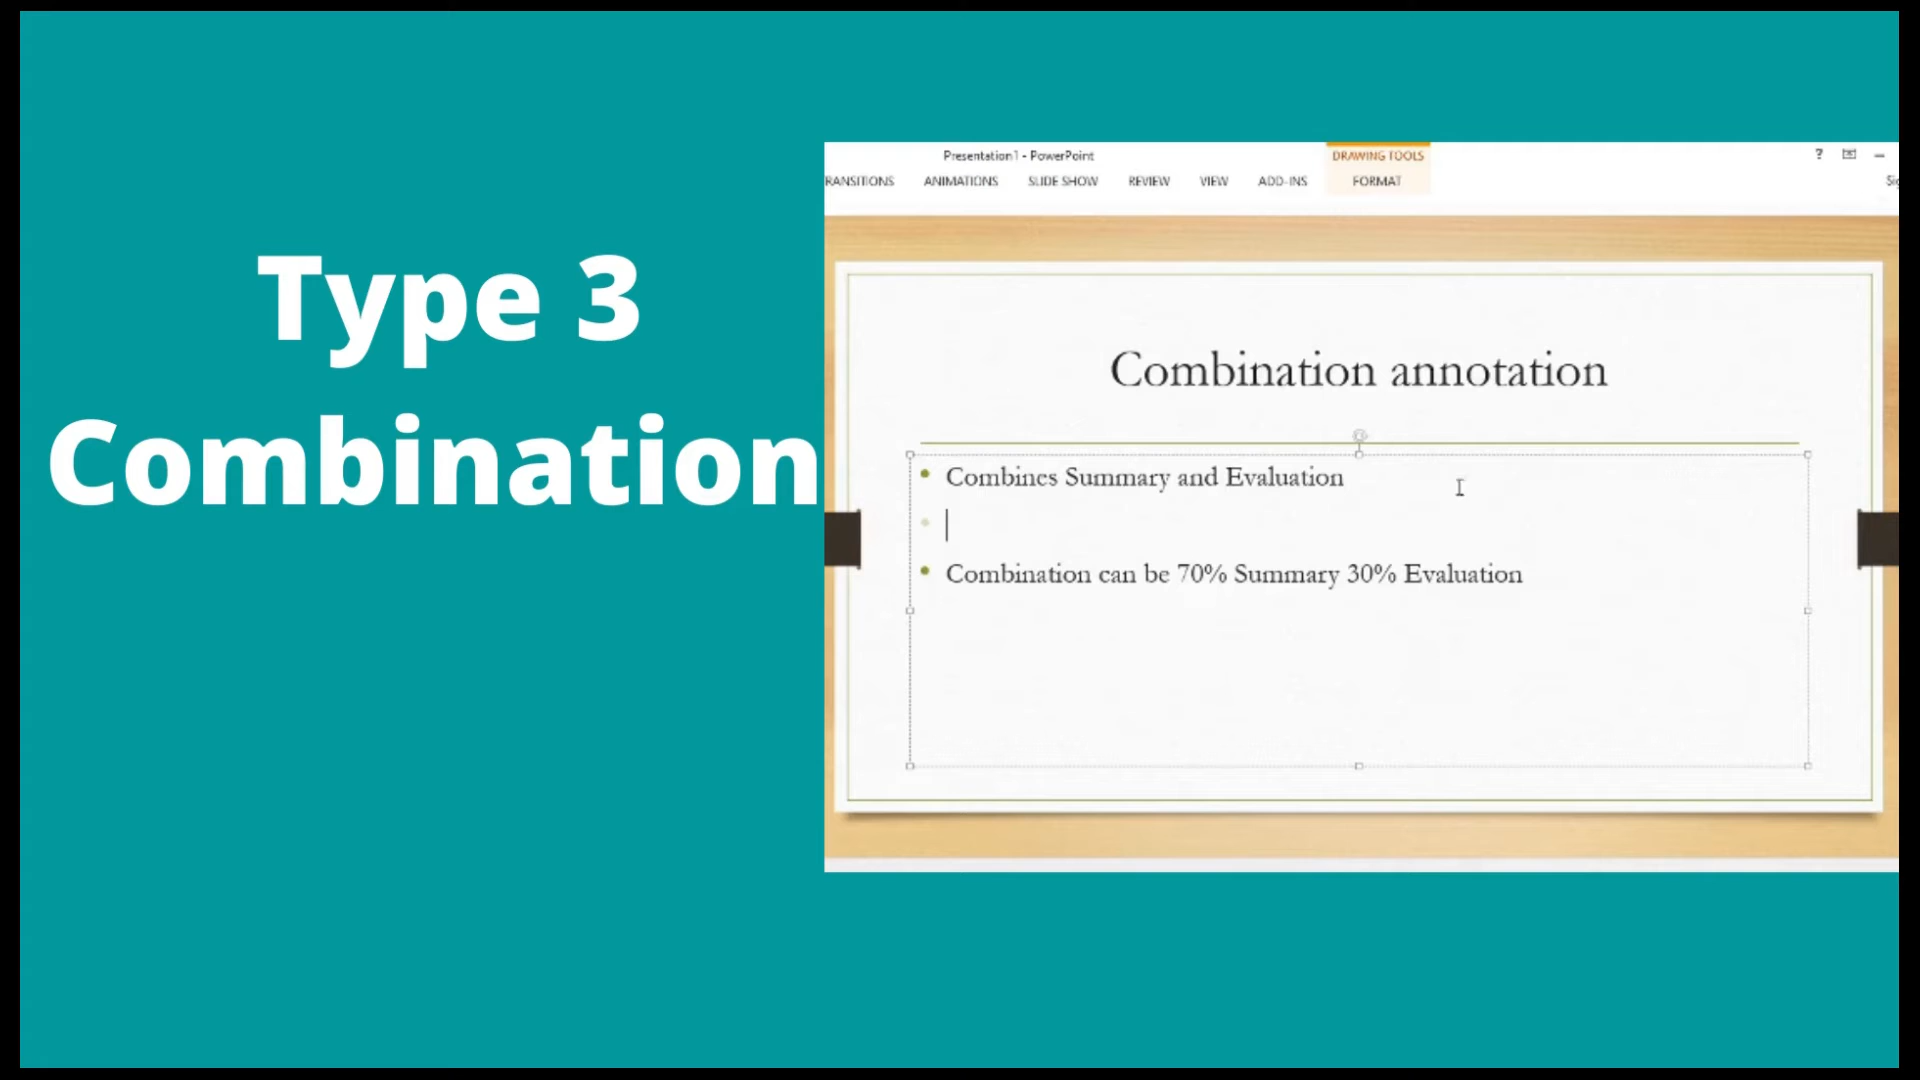 Type 3
Combination
Presentation1 - PowerPoint
DRAWING TOOLS
?
RANSITIONS ANIMATIONS SLIDE SHOW REVIEW VIEW ADD-INS FORMAT
Combination annotation
Combines Summary and Evaluation
Combination can be 70% Summary 30% Evaluation